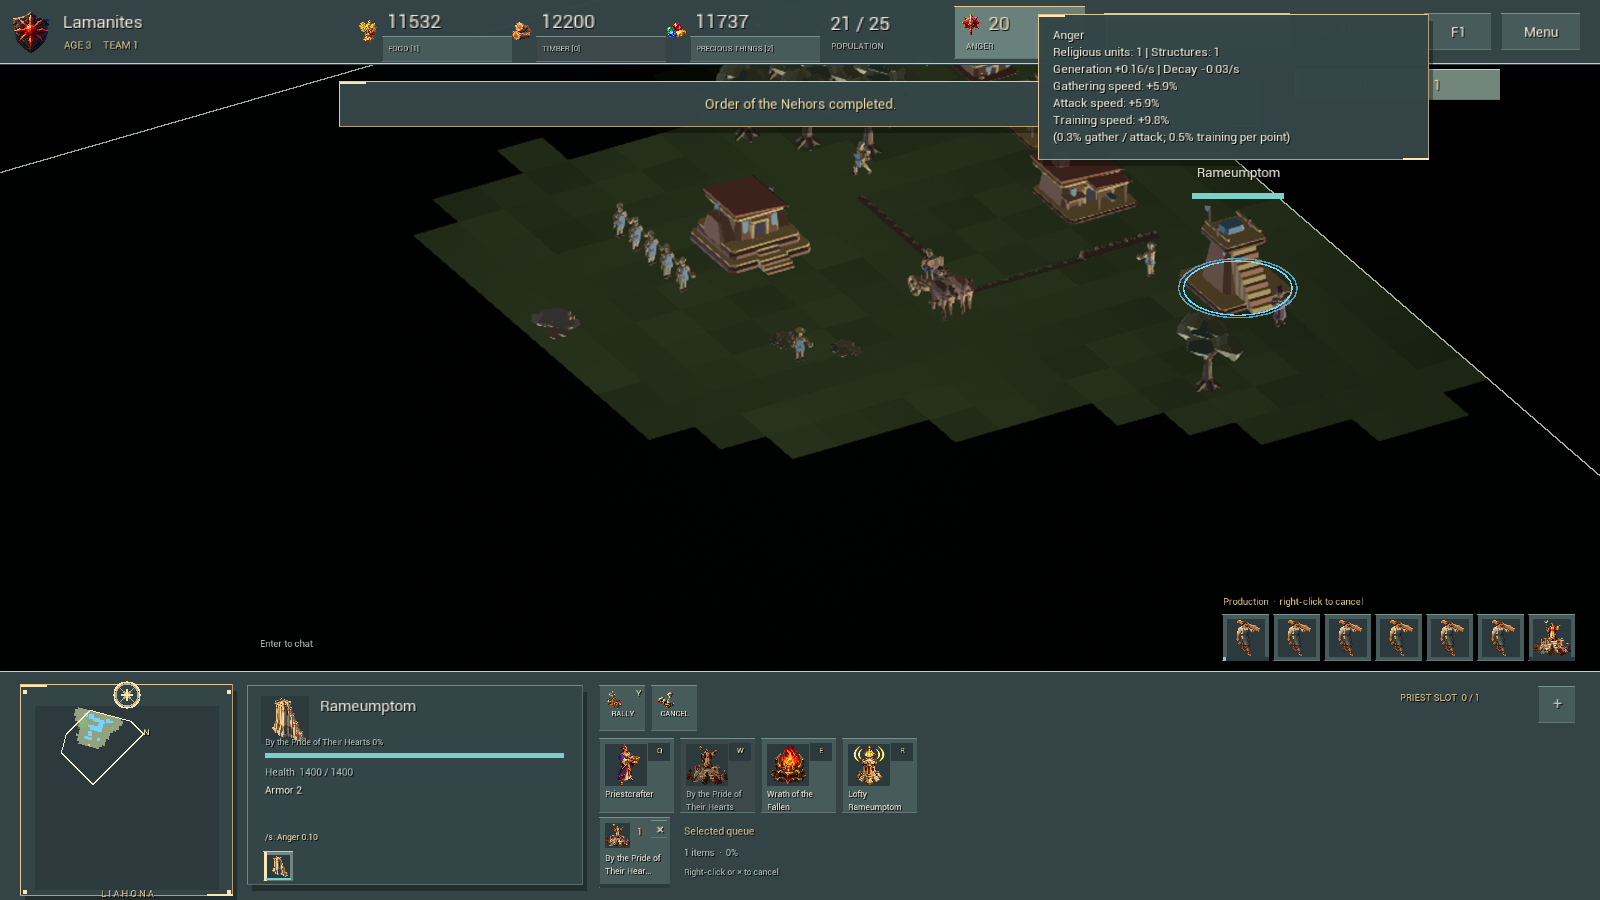 Lamanites
AGE 3 TEAM 1
11532
FOOD [1]
12200
TIMBER [0]
11737
PRECIOUS THINGS [2]
21 / 25
POPULATION
20
ANGER
F1
Menu
1
Anger
Religious units: 1 | Structures: 1
Generation +0.16/s | Decay -0.03/s
Gathering speed: +5.9%
Attack speed: +5.9%
Training speed: +9.8%
(0.3% gather / attack; 0.5% training per point)
Order of the Nehors completed.
Rameumptom
Production · right-click to cancel
Enter to chat
N
LIAHONA
Rameumptom
By the Pride of Their Hearts 0%
Health 1400 / 1400
Armor 2
/s: Anger 0.10
Y
RALLY
CANCEL
Q
Priestcrafter
W
By the Pride of
Their Hearts
E
Wrath of the
Fallen
R
Lofty
Rameumptom
1 ×
By the Pride of
Their Hear...
Selected queue
1 items · 0%
Right-click or × to cancel
PRIEST SLOT 0 / 1
+